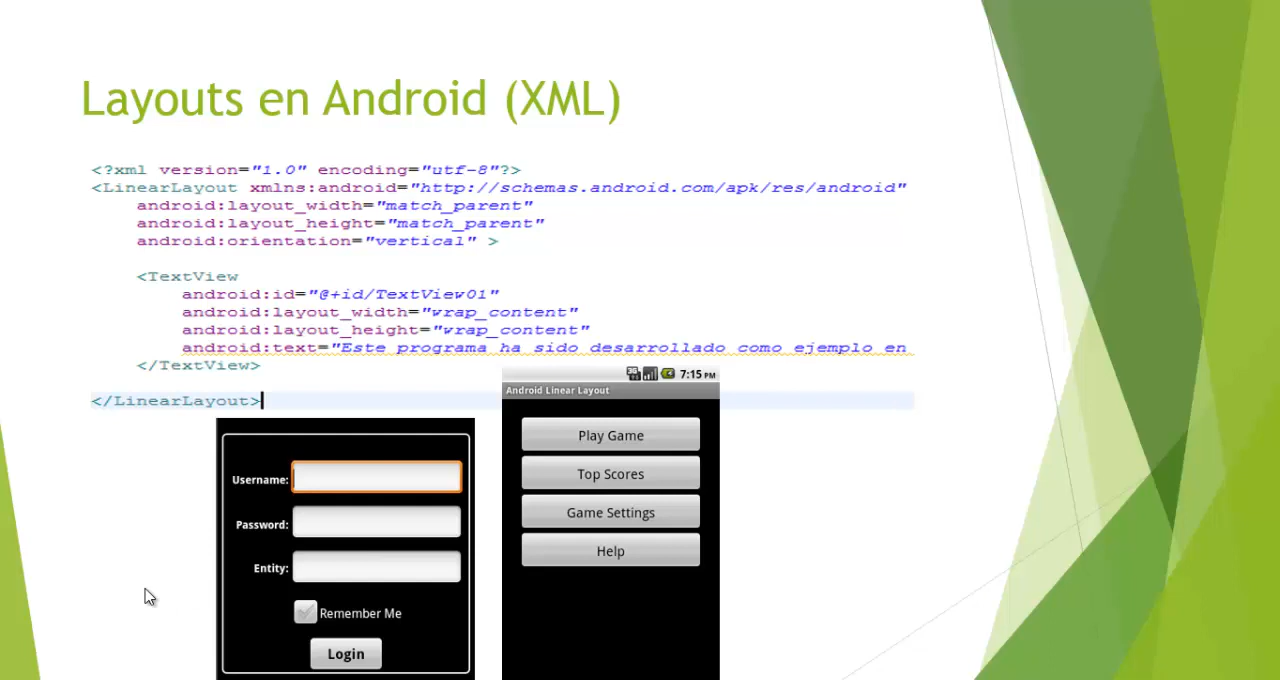 Layouts en Android (XML)
<?xml version="1.0" encoding="utf-8"?>
<LinearLayout xmlns:android="http://schemas.android.com/apk/res/android"
android:layout_width="match_parent"
android:layout_height="match_parent"
android:orientation="vertical" >
<TextView
android:id="@+id/TextView01"
android:layout_width="wrap_content"
android:layout_height="wrap_content"
android:text="Este programa ha sido desarrollado como ejemplo en
</TextView>
</LinearLayout>
Username:
Password:
Entity:
Remember Me
Login
3G 7:15 PM
Android Linear Layout
Play Game
Top Scores
Game Settings
Help